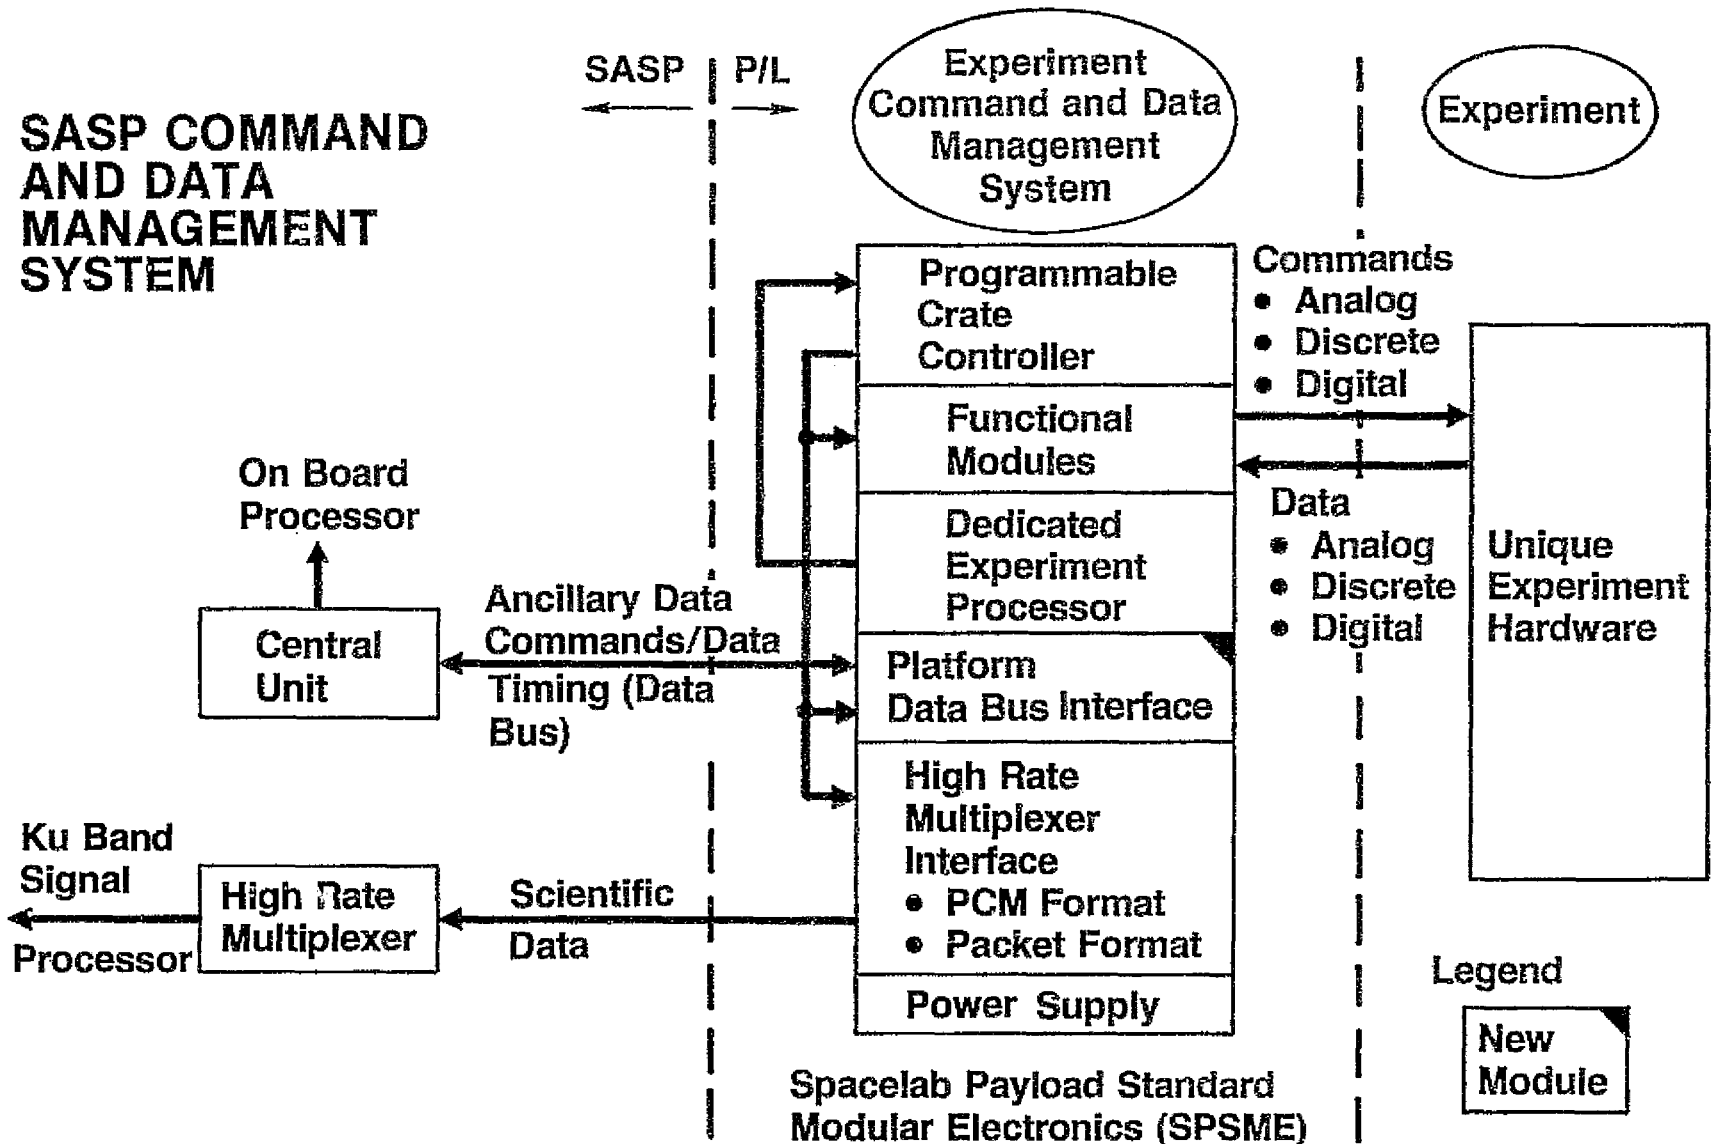 SASP COMMAND
AND DATA
MANAGEMENT
SYSTEM
SASP
P/L
Experiment
Command and Data
Management
System
Experiment
Programmable
Crate
Controller
Functional
Modules
Dedicated
Experiment
Processor
Platform
Data Bus Interface
High Rate
Multiplexer
Interface
• PCM Format
• Packet Format
Power Supply
Commands
• Analog
• Discrete
• Digital
Data
• Analog
• Discrete
• Digital
Unique
Experiment
Hardware
On Board
Processor
Central
Unit
Ancillary Data
Commands/Data
Timing (Data
Bus)
Ku Band
Signal
Processor
High Rate
Multiplexer
Scientific
Data
Spacelab Payload Standard
Modular Electronics (SPSME)
Legend
New
Module